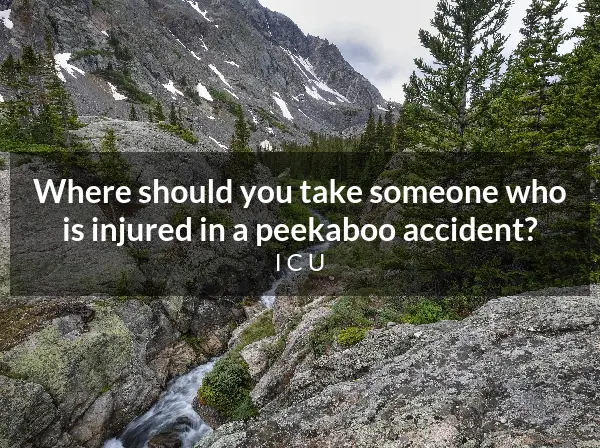 Where should you take someone who
is injured in a peekaboo accident?
I C U